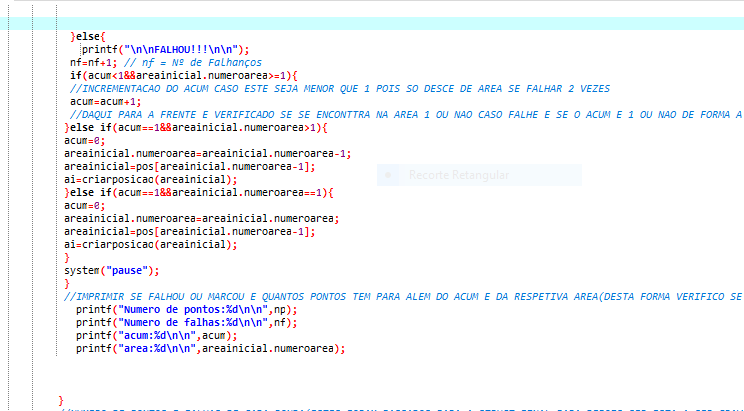 }else{
printf("\n\nFALHOU!!!\n\n");
nf=nf+1; // nf = Nº de Falhanços
if(acum<1&&areainicial.numeroarea>=1){
//INCREMENTACAO DO ACUM CASO ESTE SEJA MENOR QUE 1 POIS SO DESCE DE AREA SE FALHAR 2 VEZES
acum=acum+1;
//DAQUI PARA A FRENTE E VERIFICADO SE SE ENCONTTRA NA AREA 1 OU NAO CASO FALHE E SE O ACUM E 1 OU NAO DE FORMA A
}else if(acum==1&&areainicial.numeroarea>1){
acum=0;
areainicial.numeroarea=areainicial.numeroarea-1;
areainicial=pos[areainicial.numeroarea-1];
ai=criarposicao(areainicial);
}else if(acum==1&&areainicial.numeroarea==1){
acum=0;
areainicial.numeroarea=areainicial.numeroarea;
areainicial=pos[areainicial.numeroarea-1];
ai=criarposicao(areainicial);
}
system("pause");
}
//IMPRIMIR SE FALHOU OU MARCOU E QUANTOS PONTOS TEM PARA ALEM DO ACUM E DA RESPETIVA AREA(DESTA FORMA VERIFICO SE
printf("Numero de pontos:%d\n\n",np);
printf("Numero de falhas:%d\n\n",nf);
printf("acum:%d\n\n",acum);
printf("area:%d\n\n",areainicial.numeroarea);
}
Recorte Retangular